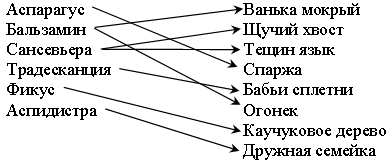 Аспарагус
Бальзамин
Сансевьера
Традесканция
Фикус
Аспидистра
Ванька мокрый
Щучий хвост
Тещин язык
Спаржа
Бабьи сплетни
Огонек
Каучуковое дерево
Дружная семейка